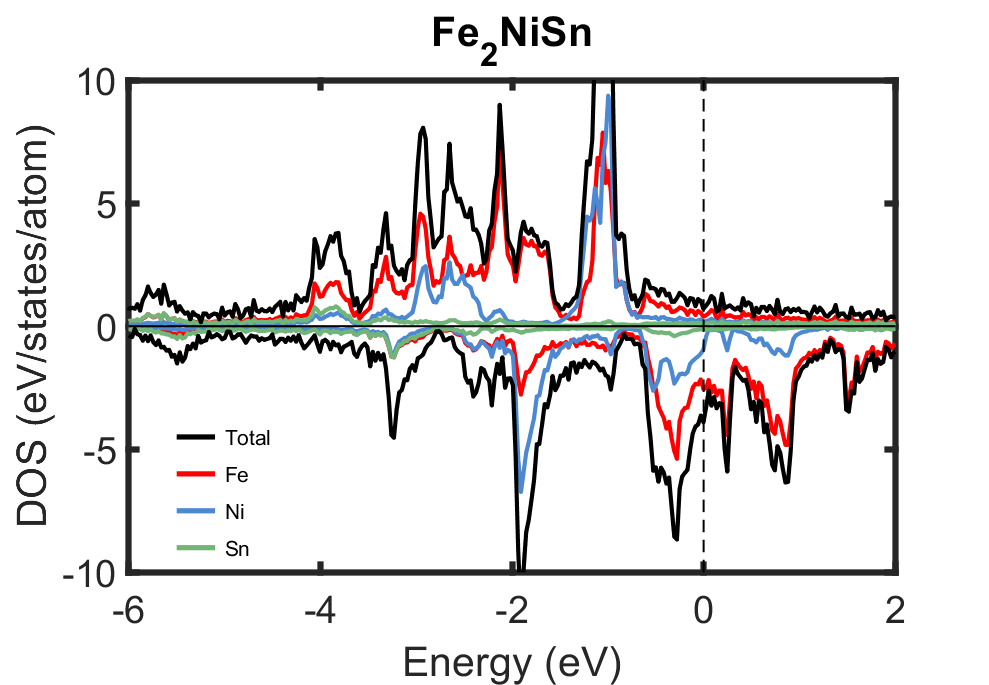 Fe₂NiSn
DOS (eV/states/atom)
10
5
0
-5
-10
Total
Fe
Ni
Sn
-6 -4 -2 0 2
Energy (eV)